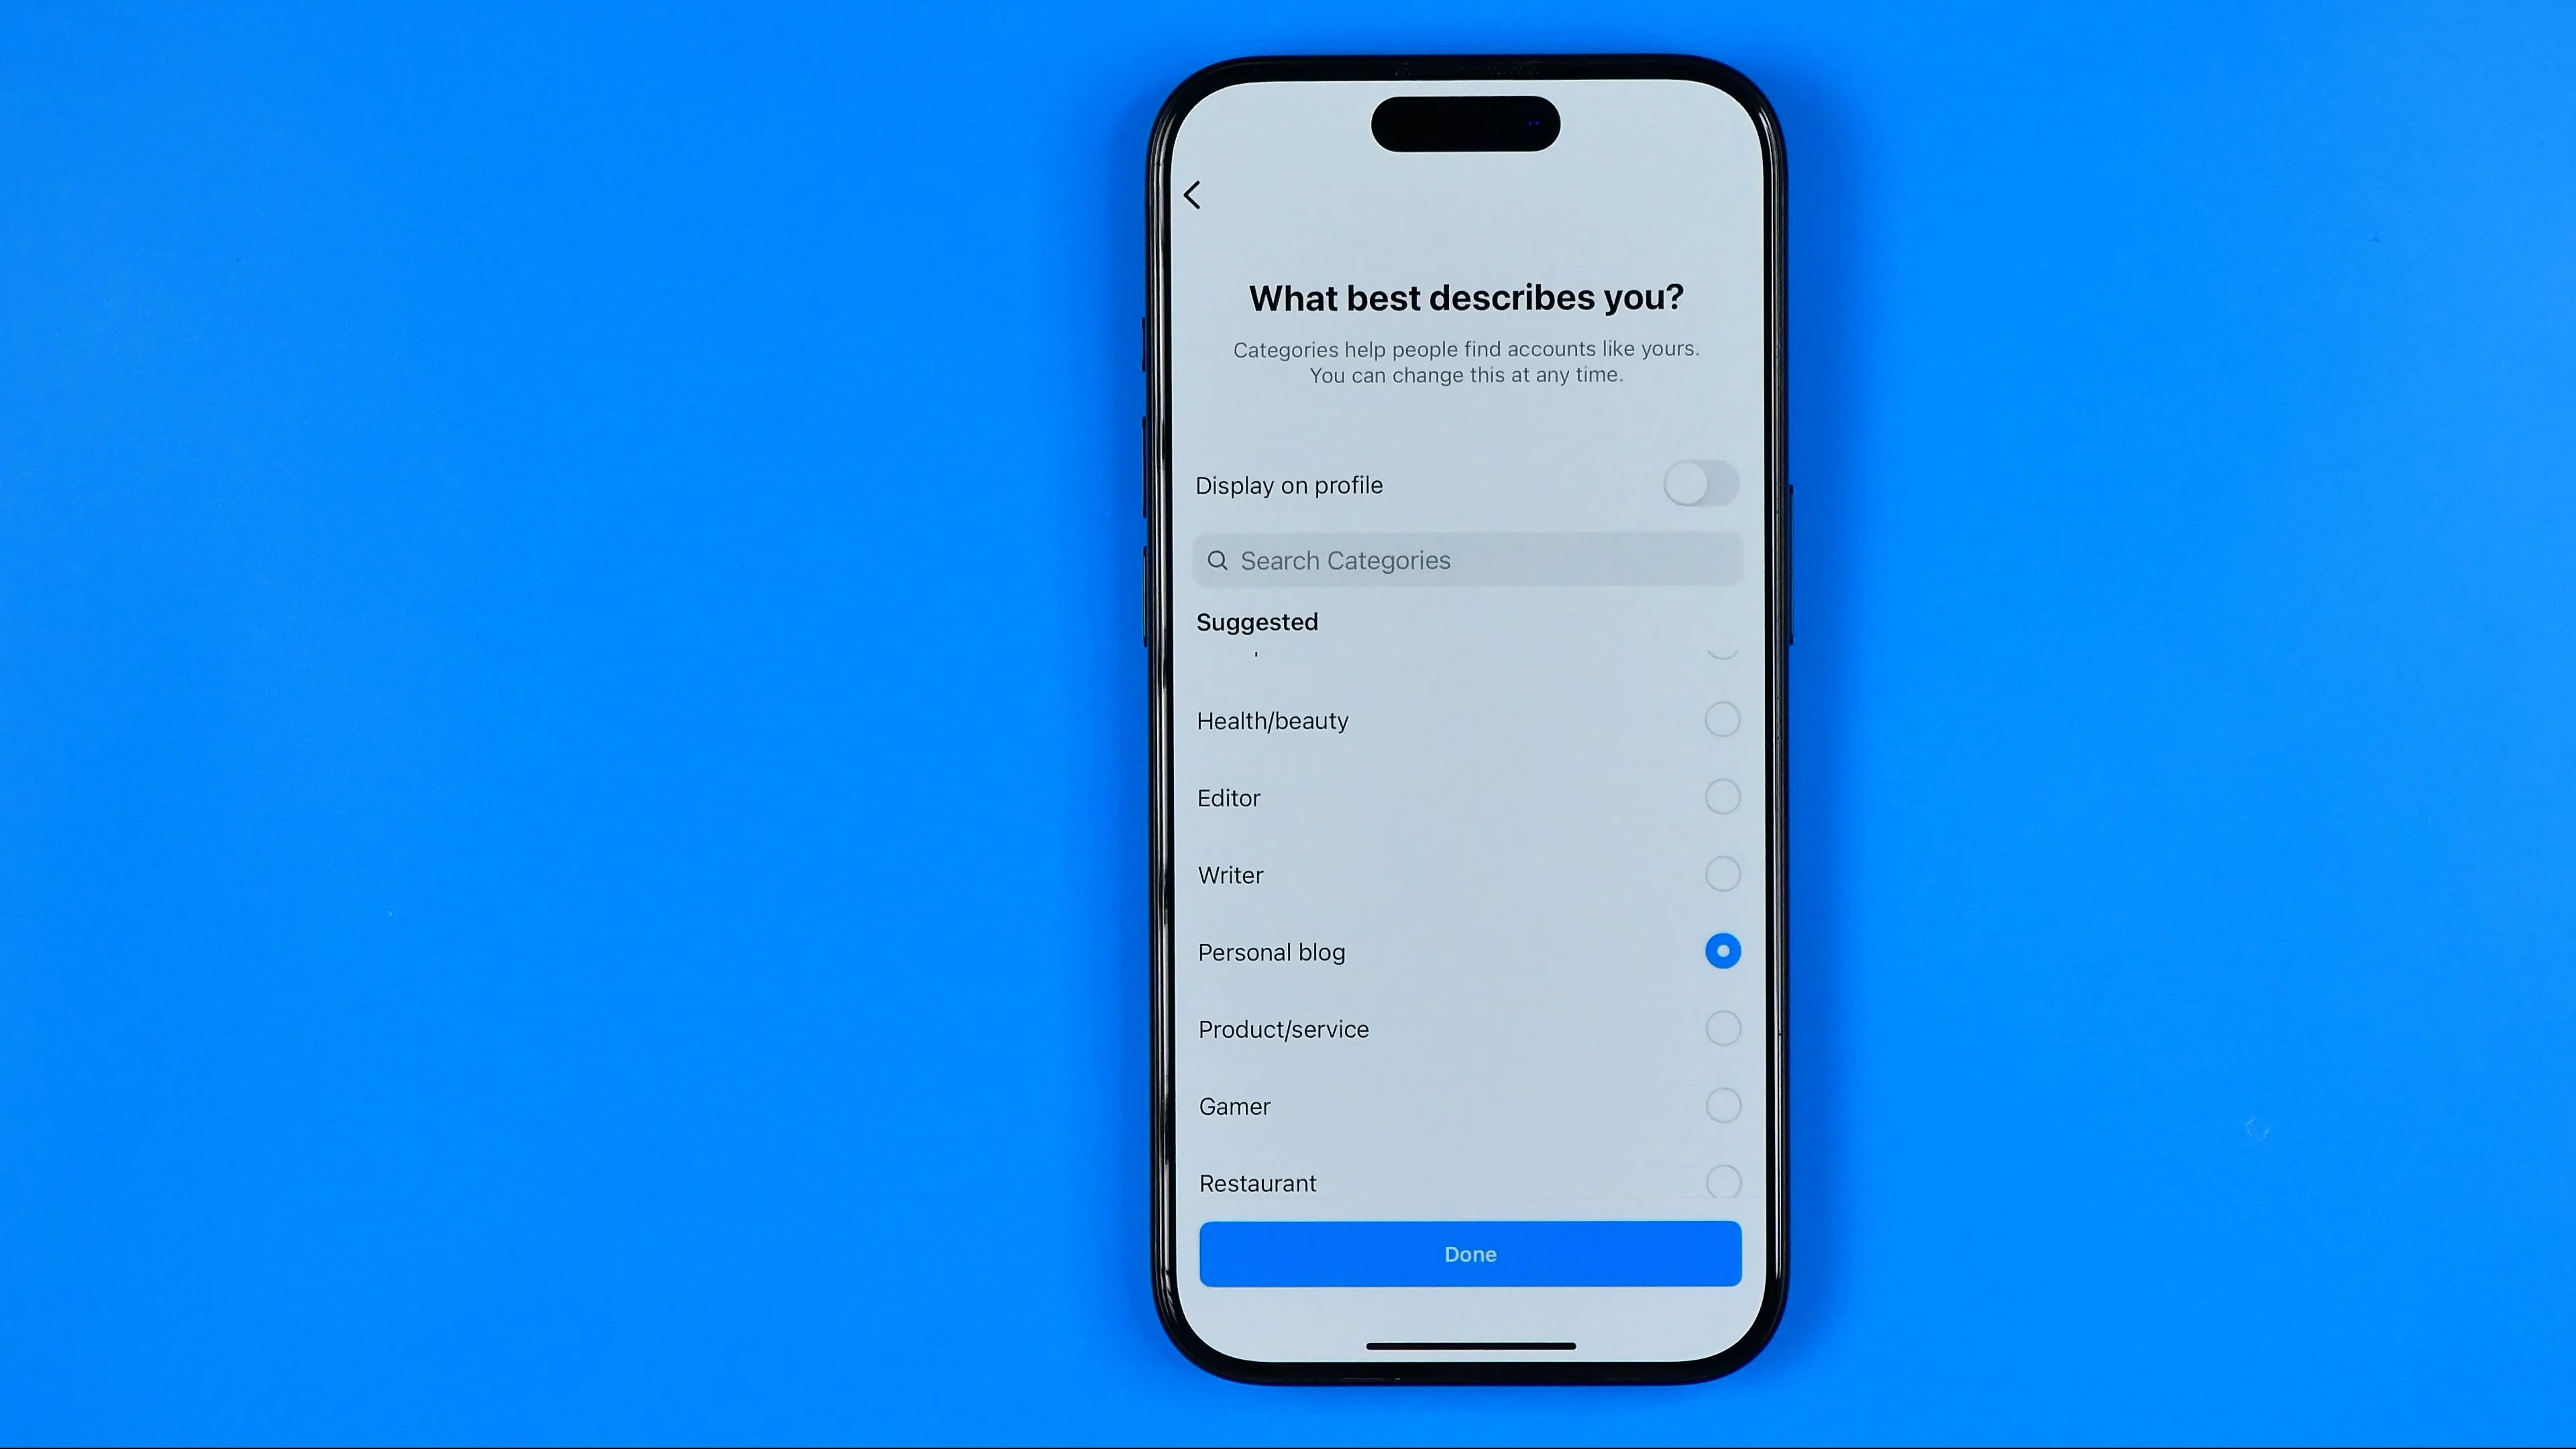 What best describes you?
Categories help people find accounts like yours.
You can change this at any time.
Display on profile
Search Categories
Suggested
Health/beauty
Editor
Writer
Personal blog
Product/service
Gamer
Restaurant
Done